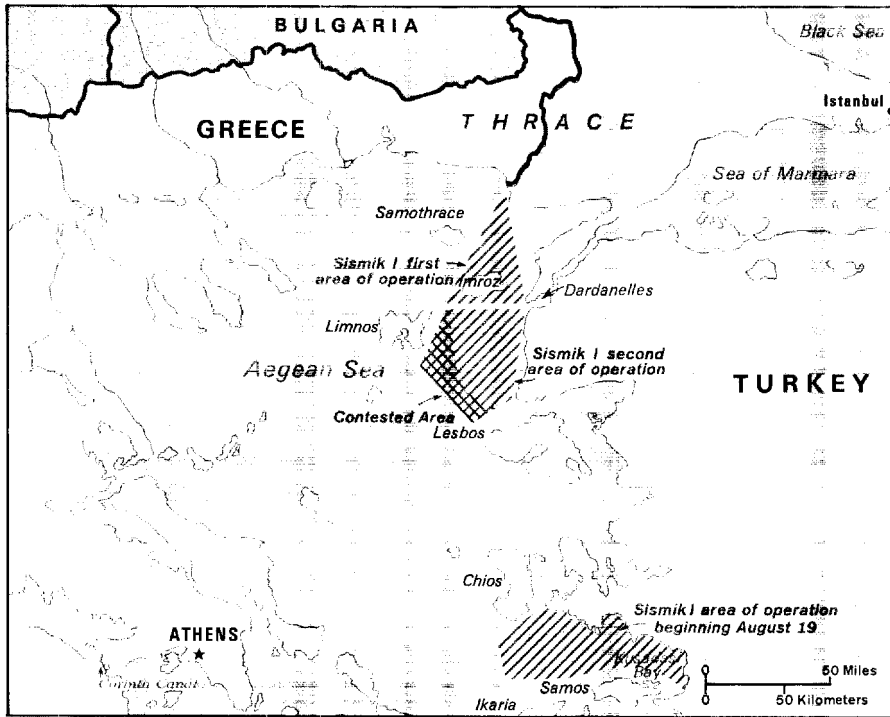 BULGARIA
Black Sea
Istanbul
GREECE
THRACE
Sea of Marmara
Samothrace
Sismik I first
area of operation
Imroz
Dardanelles
Limnos
Aegean Sea
Sismik I second
area of operation
TURKEY
Contested Area
Lesbos
Chios
Sismik I area of operation
beginning August 19
ATHENS
Kusadasi
Bay
0 50 Miles
Corinth Canal
Samos
0 50 Kilometers
Ikaria